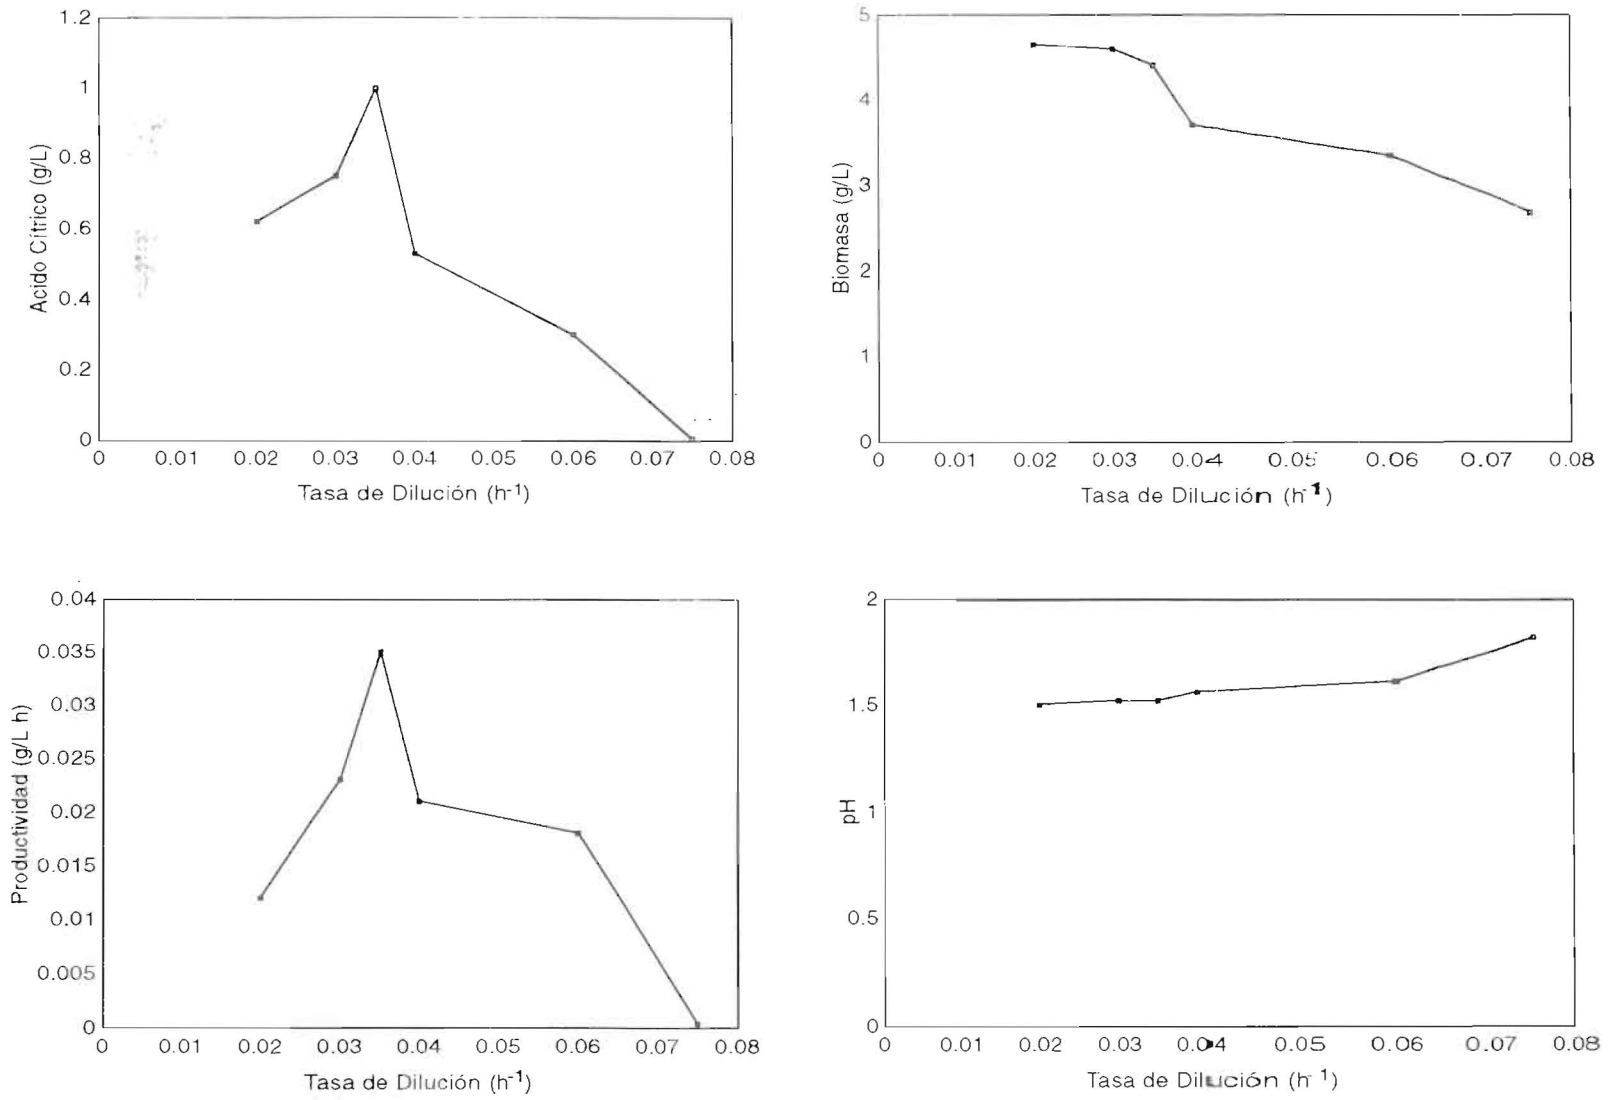 1.2
1
0.8
0.6
0.4
0.2
0
Acido Cítrico (g/L)
0 0.01 0.02 0.03 0.04 0.05 0.06 0.07 0.08
Tasa de Dilución (h-1)
5
4
3
2
1
0
Biomasa (g/L)
0 0.01 0.02 0.03 0.04 0.05 0.06 0.07 0.08
Tasa de Dilución (h-1)
0.04
0.035
0.03
0.025
0.02
0.015
0.01
0.005
0
Productividad (g/L h)
0 0.01 0.02 0.03 0.04 0.05 0.06 0.07 0.08
Tasa de Dilución (h-1)
2
1.5
1
0.5
0
pH
0 0.01 0.02 0.03 0.04 0.05 0.06 0.07 0.08
Tasa de Dilución (h-1)